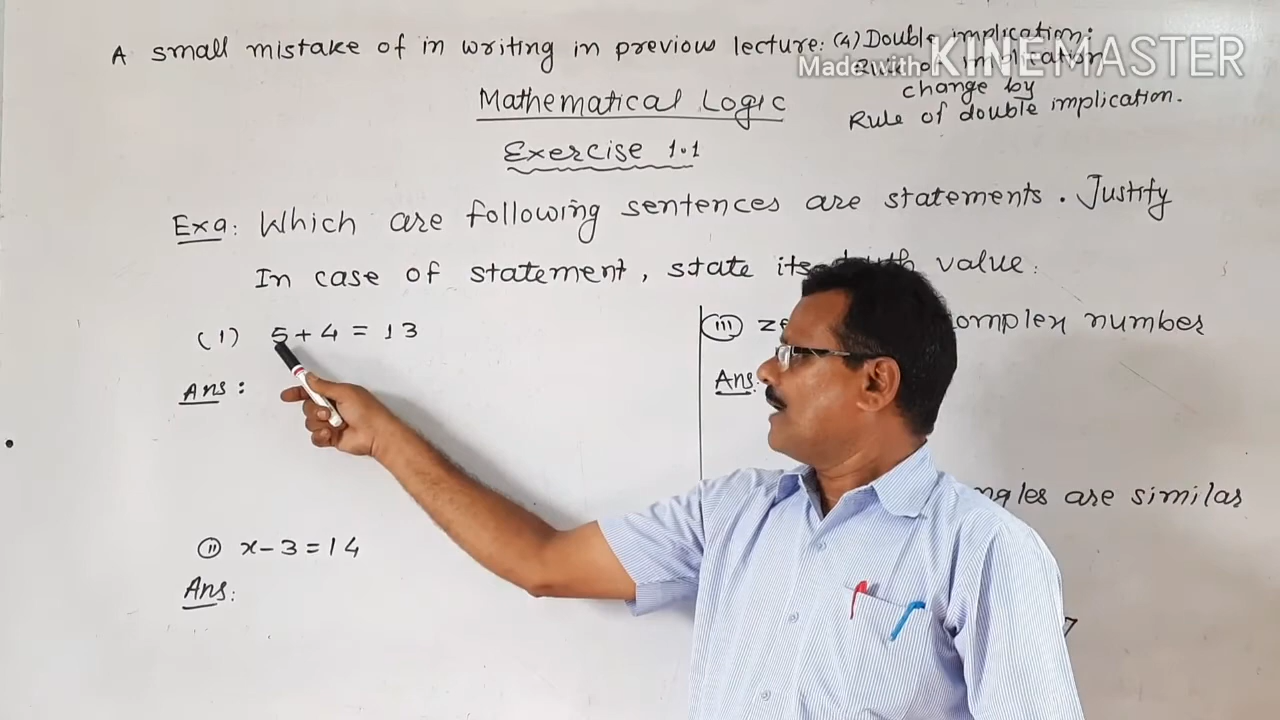 A small mistake of in writing in previous lecture: (4) Double implication:
Made with KINEMASTER
implication
change by
Rule of double implication.
Mathematical Logic
Exercise 1.1
Exa: Which are following sentences are statements. Justify
In case of statement, state its value.
(1) 5+4 = 13
Ans:
(ii) x-3=14
Ans:
(iii) complex number
Ans:
are similar